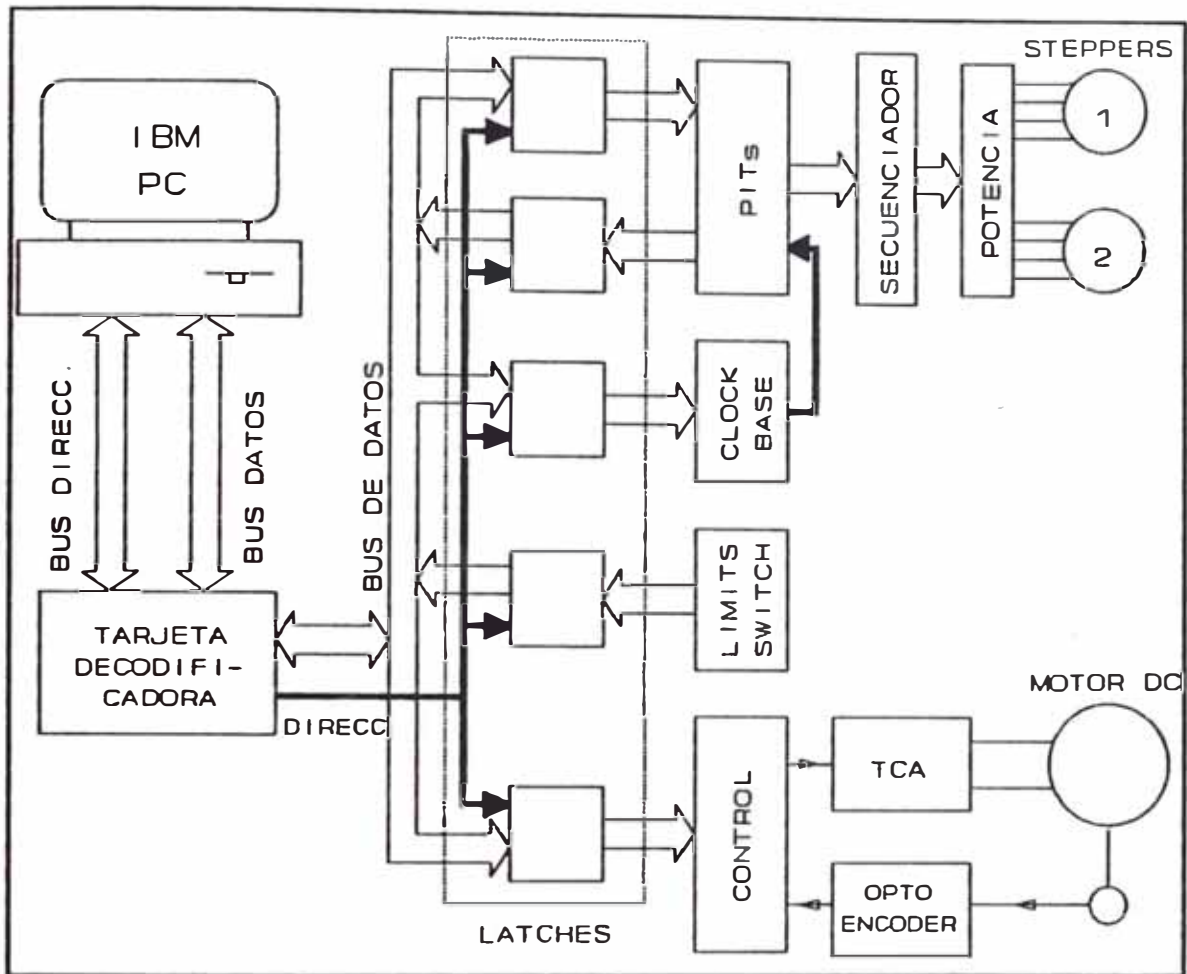 IBM
PC
BUS DIRECC.
BUS DATOS
TARJETA
DECODIFI-
CADORA
DIRECC
BUS DE DATOS
LATCHES
PITs
CLOCK
BASE
LIMITS
SWITCH
CONTROL
SECUENCIADOR
POTENCIA
STEPPERS
1
2
MOTOR DC
TCA
OPTO
ENCODER